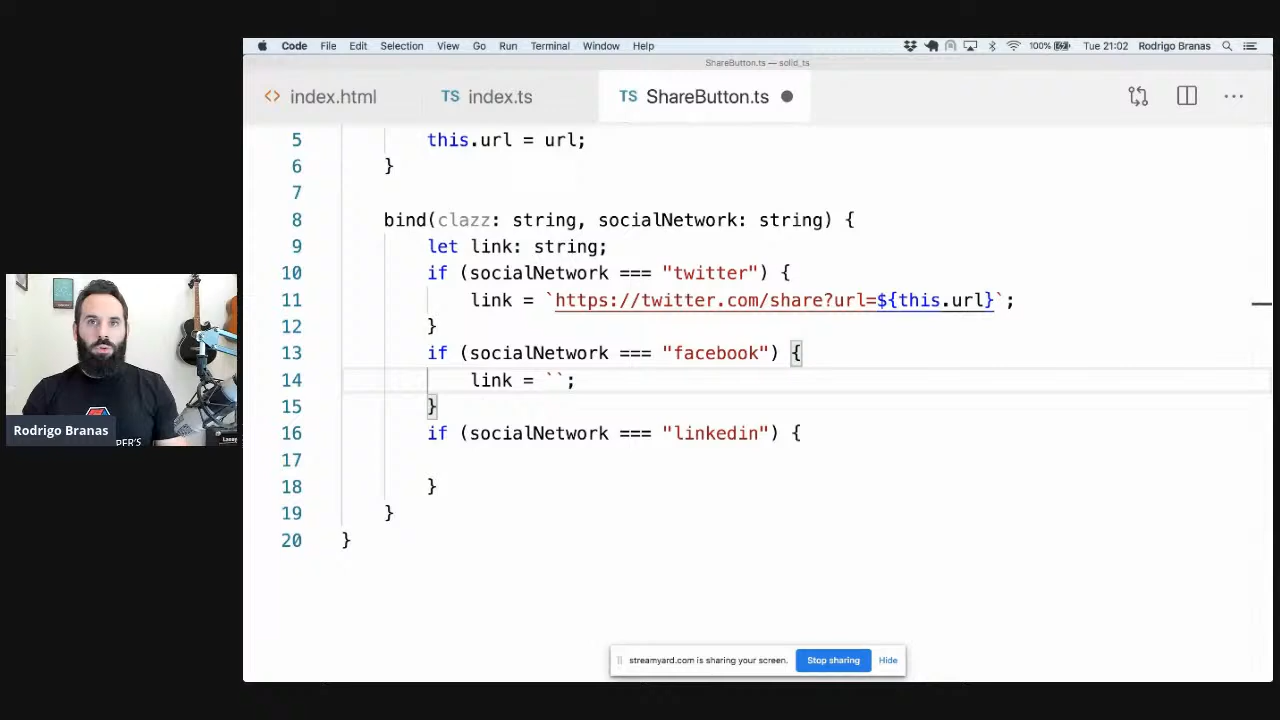 Code File Edit Selection View Go Run Terminal Window Help 100% Tue 21:02 Rodrigo Branas
ShareButton.ts — solid_ts
<> index.html TS index.ts TS ShareButton.ts
5 this.url = url;
6 }
7
8 bind(clazz: string, socialNetwork: string) {
9 let link: string;
10 if (socialNetwork === "twitter") {
11 link = `https://twitter.com/share?url=${this.url}`;
12 }
13 if (socialNetwork === "facebook") {
14 link = ``;
15 }
16 if (socialNetwork === "linkedin") {
17
18 }
19 }
20 }
Rodrigo Branas
PER'S
streamyard.com is sharing your screen. Stop sharing Hide